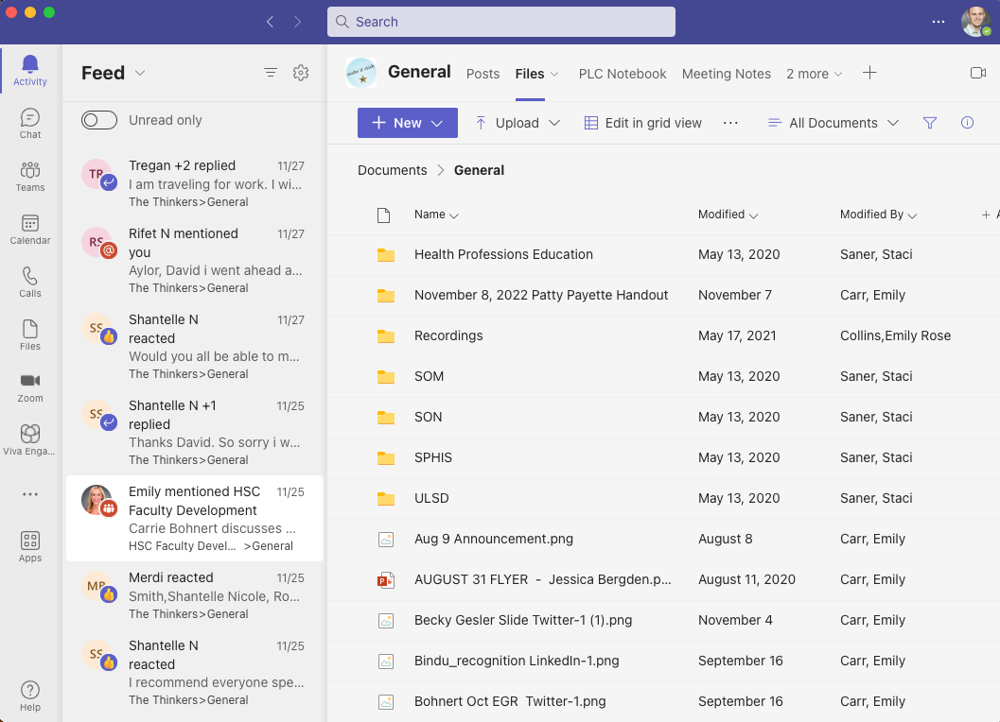 Search
Activity
Chat
Teams
Calendar
Calls
Files
Zoom
Viva Enga...
Apps
Help
Feed
Unread only
TR
Tregan +2 replied 11/27
I am traveling for work. I wi...
The Thinkers>General
RS
Rifet N mentioned you 11/27
Aylor, David i went ahead a...
The Thinkers>General
SS
Shantelle N reacted 11/27
Would you all be able to m...
The Thinkers>General
SS
Shantelle N +1 replied 11/25
Thanks David. So sorry i w...
The Thinkers>General
Emily mentioned HSC Faculty Development 11/25
Carrie Bohnert discusses ...
HSC Faculty Devel... >General
MR
Merdi reacted 11/25
Smith,Shantelle Nicole, Ro...
The Thinkers>General
SS
Shantelle N reacted 11/25
I recommend everyone spe...
The Thinkers>General
make it stick
General Posts Files PLC Notebook Meeting Notes 2 more
New Upload Edit in grid view ... All Documents
Documents > General
Name Modified Modified By + A
Health Professions Education May 13, 2020 Saner, Staci
November 8, 2022 Patty Payette Handout November 7 Carr, Emily
Recordings May 17, 2021 Collins,Emily Rose
SOM May 13, 2020 Saner, Staci
SON May 13, 2020 Saner, Staci
SPHIS May 13, 2020 Saner, Staci
ULSD May 13, 2020 Saner, Staci
Aug 9 Announcement.png August 8 Carr, Emily
AUGUST 31 FLYER - Jessica Bergden.p... August 11, 2020 Carr, Emily
Becky Gesler Slide Twitter-1 (1).png November 4 Carr, Emily
Bindu_recognition LinkedIn-1.png September 16 Carr, Emily
Bohnert Oct EGR Twitter-1.png September 16 Carr, Emily